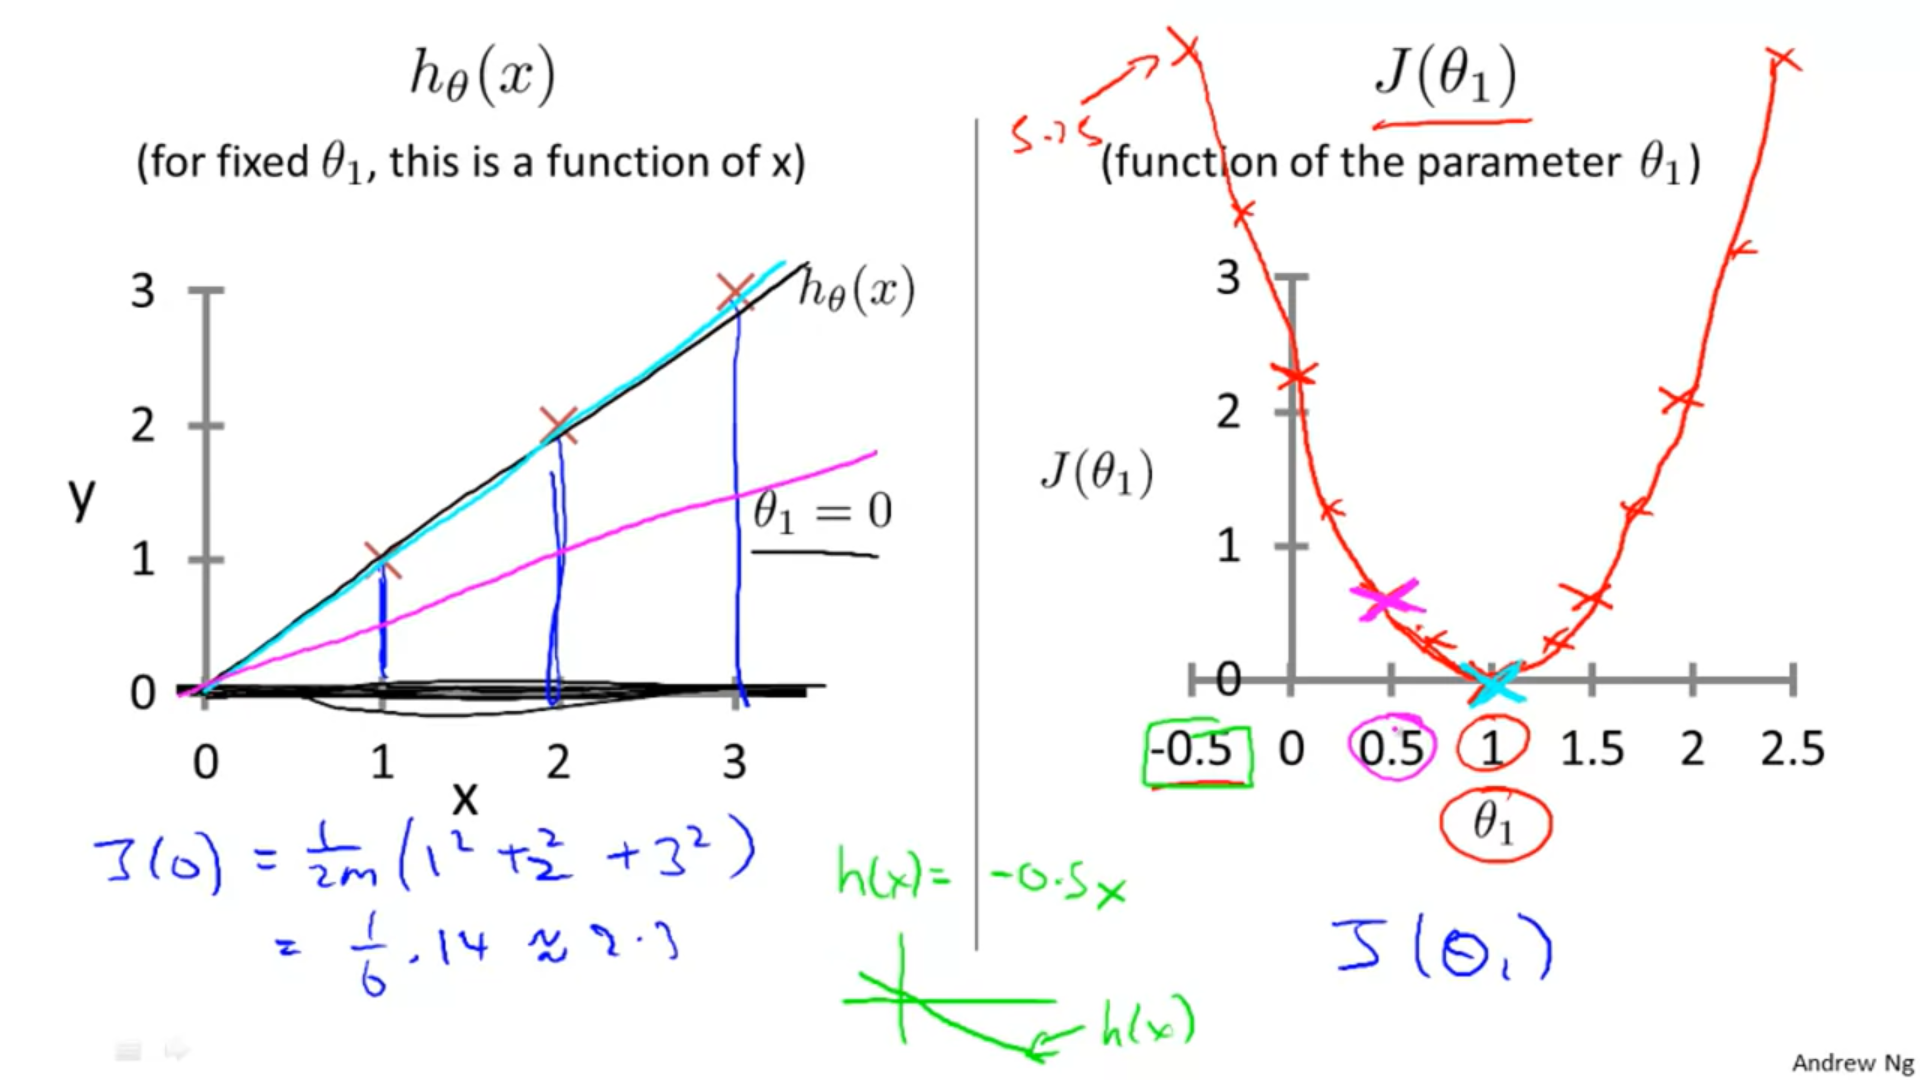 hθ(x)
(for fixed θ₁, this is a function of x)
3
2
1
0
y
0 1 2 3
x
hθ(x)
θ₁ = 0
J(0) = 1/2m (1² + 2² + 3²)
= 1/6 · 14 ≈ 2.3
h(x) = -0.5x
h(x)
J(θ₁)
5.25
(function of the parameter θ₁)
3
2
1
0
J(θ₁)
-0.5 0 0.5 1 1.5 2 2.5
θ₁
J(θ₁)
Andrew Ng